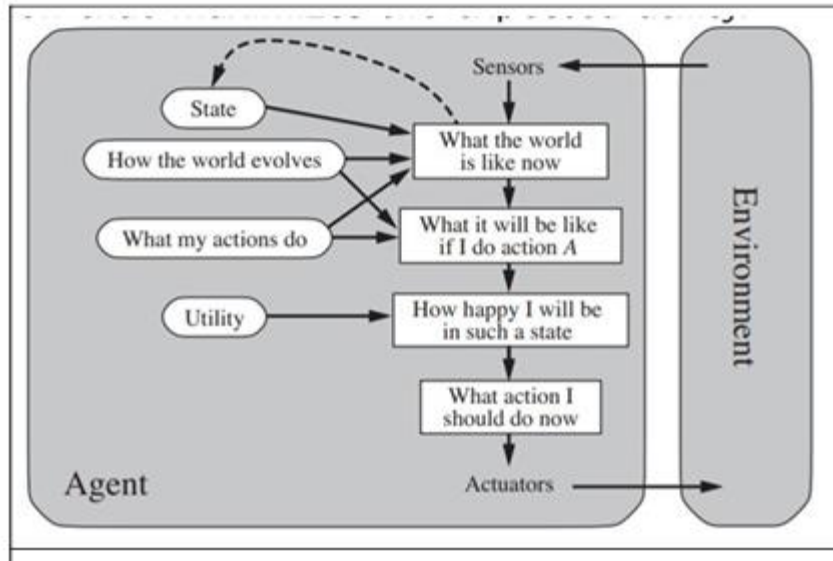 Sensors
State
What the world
is like now
How the world evolves
What it will be like
if I do action A
What my actions do
How happy I will be
in such a state
Utility
What action I
should do now
Agent
Actuators
Environment